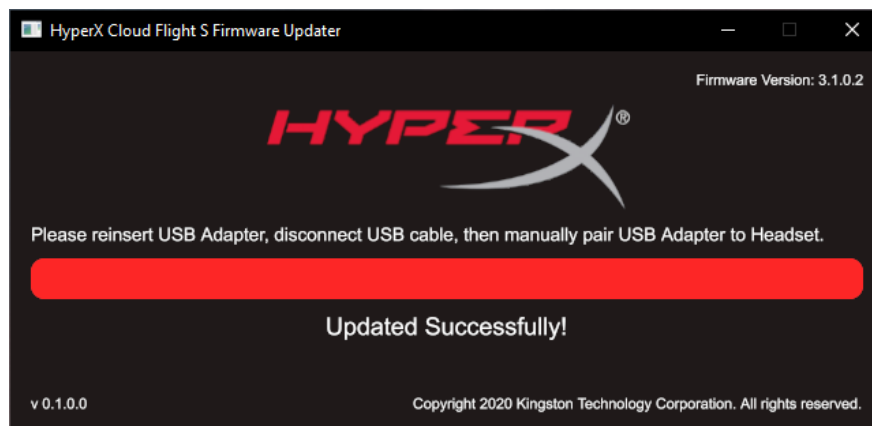 HyperX Cloud Flight S Firmware Updater
Firmware Version: 3.1.0.2
HYPERX®
Please reinsert USB Adapter, disconnect USB cable, then manually pair USB Adapter to Headset.
Updated Successfully!
v 0.1.0.0
Copyright 2020 Kingston Technology Corporation. All rights reserved.